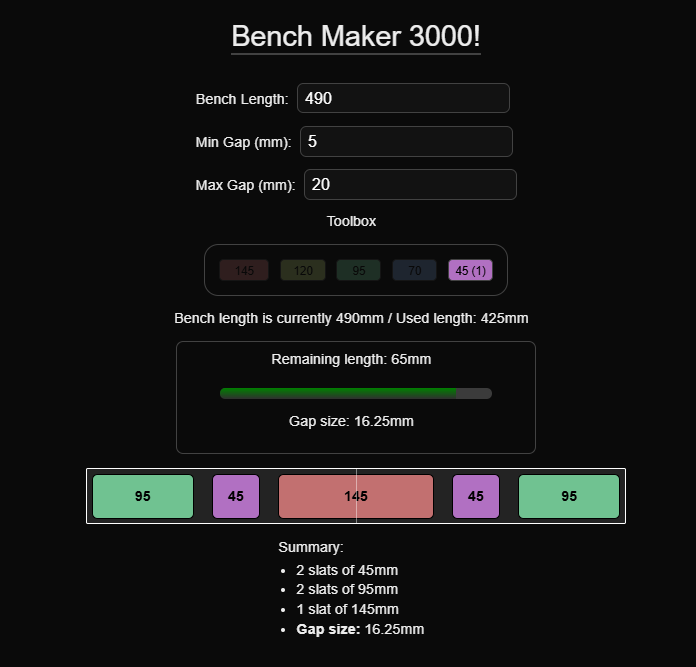 Bench Maker 3000!
Bench Length: 490
Min Gap (mm): 5
Max Gap (mm): 20
Toolbox
145 120 95 70 45 (1)
Bench length is currently 490mm / Used length: 425mm
Remaining length: 65mm
Gap size: 16.25mm
95 45 145 45 95
Summary:
• 2 slats of 45mm
• 2 slats of 95mm
• 1 slat of 145mm
• Gap size: 16.25mm